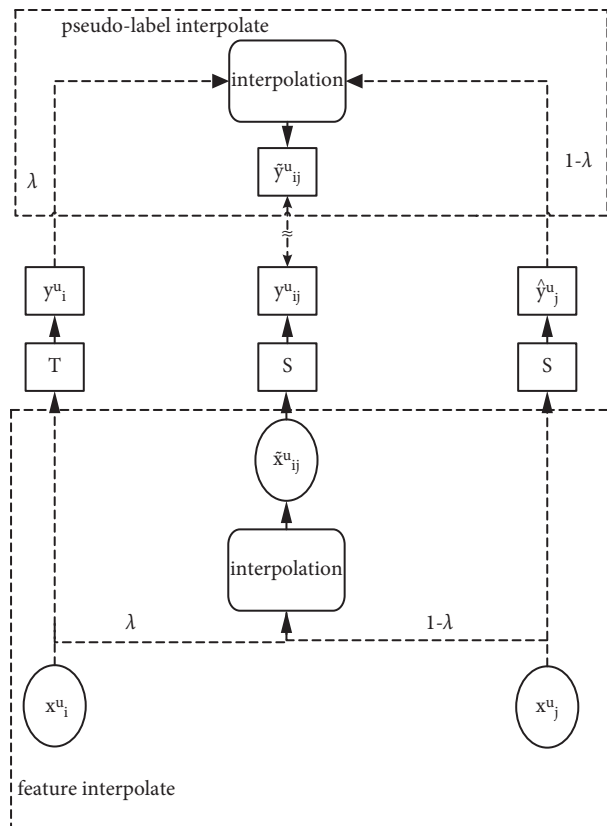 pseudo-label interpolate
interpolation
λ
1-λ
ỹᵘᵢⱼ
≈
yᵘᵢ
yᵘᵢⱼ
ŷᵘⱼ
T
S
S
x̃ᵘᵢⱼ
interpolation
λ
1-λ
xᵘᵢ
xᵘⱼ
feature interpolate